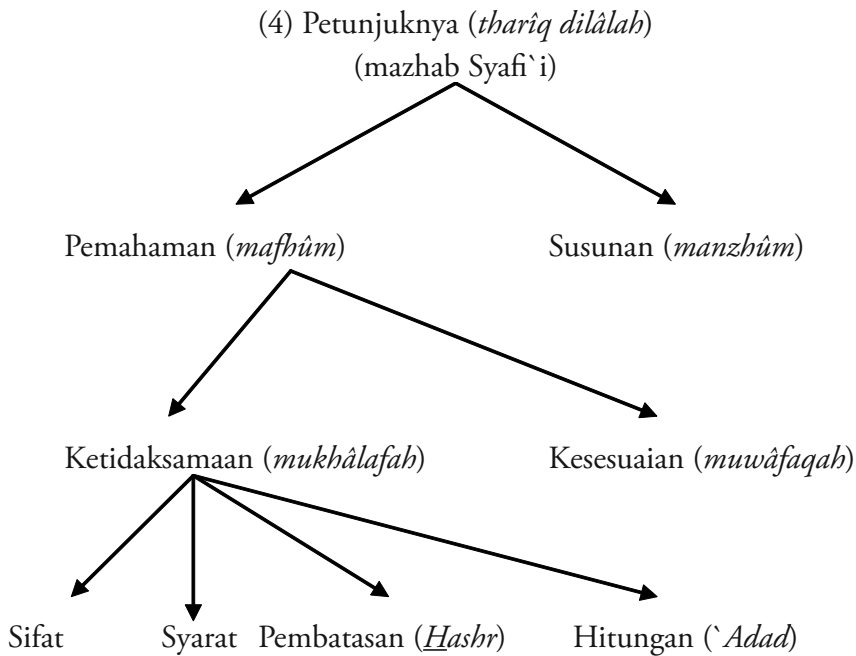 (4) Petunjuknya (tharîq dilâlah)
(mazhab Syafi`i)
Pemahaman (mafhûm)
Susunan (manzhûm)
Ketidaksamaan (mukhâlafah)
Kesesuaian (muwâfaqah)
Sifat
Syarat
Pembatasan (Hashr)
Hitungan (`Adad)